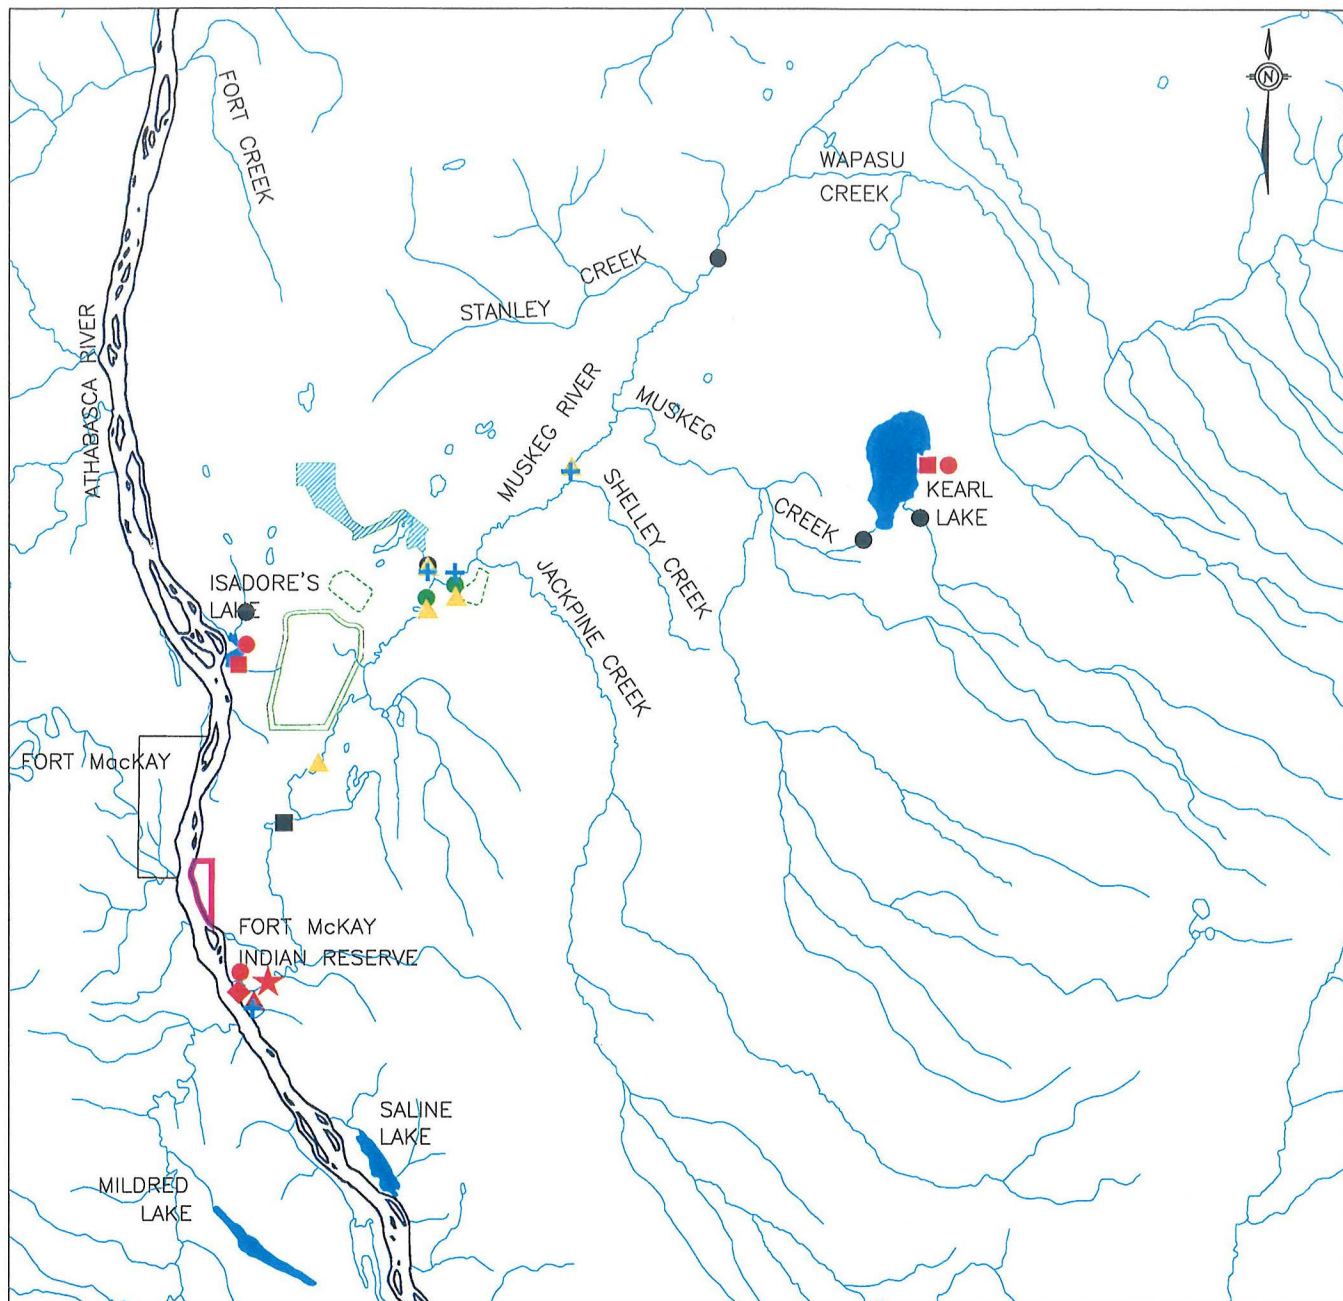 N
FORT CREEK
WAPASU
CREEK
CREEK
STANLEY
ATHABASCA RIVER
MUSKEG RIVER
MUSKEG
CREEK
KEARL
LAKE
SHELLEY CREEK
JACKPINE CREEK
ISADORE'S
LAKE
FORT MacKAY
FORT McKAY
INDIAN RESERVE
SALINE
LAKE
MILDRED
LAKE